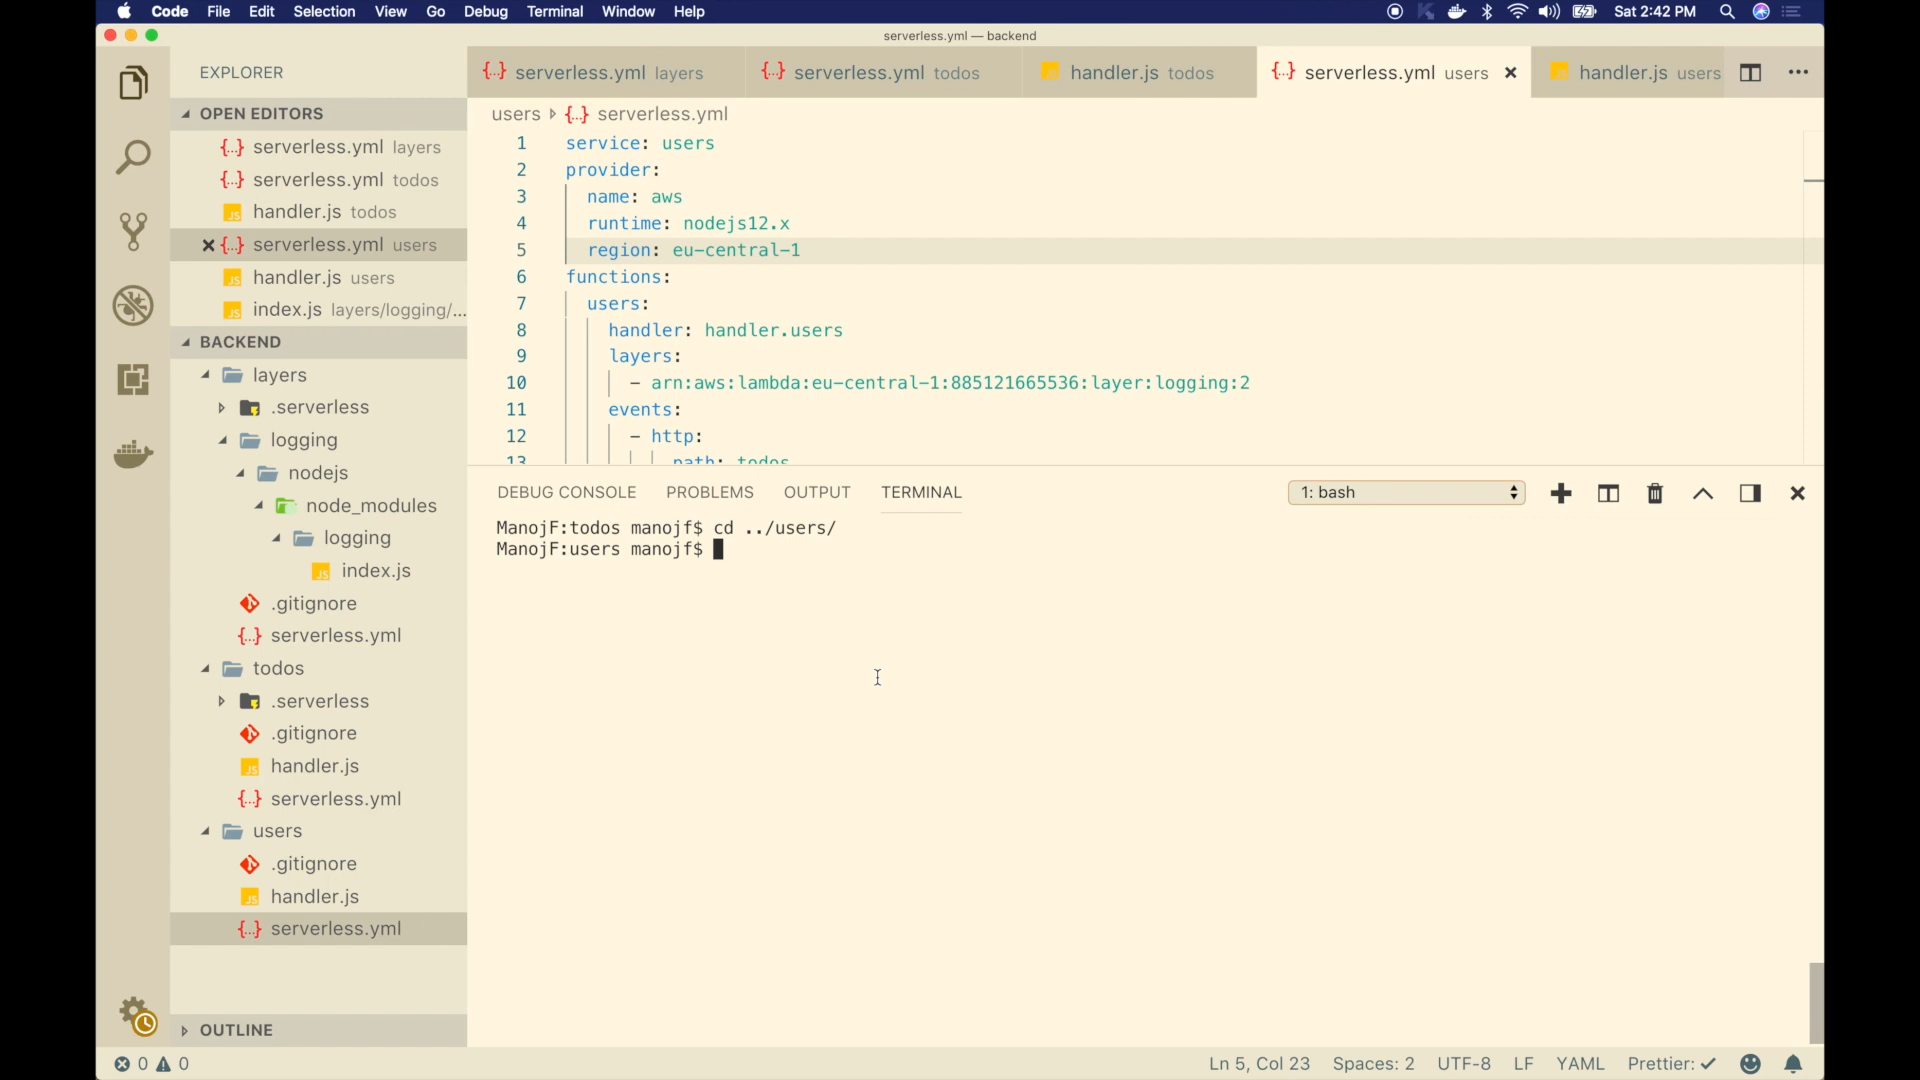 Code File Edit Selection View Go Debug Terminal Window Help
Sat 2:42 PM
serverless.yml — backend
EXPLORER
OPEN EDITORS
serverless.yml layers
serverless.yml todos
handler.js todos
serverless.yml users
handler.js users
index.js layers/logging/...
BACKEND
layers
.serverless
logging
nodejs
node_modules
logging
index.js
.gitignore
serverless.yml
todos
.serverless
.gitignore
handler.js
serverless.yml
users
.gitignore
handler.js
serverless.yml
OUTLINE
serverless.yml layers
serverless.yml todos
handler.js todos
serverless.yml users
handler.js users
users serverless.yml
1 service: users
2 provider:
3 name: aws
4 runtime: nodejs12.x
5 region: eu-central-1
6 functions:
7 users:
8 handler: handler.users
9 layers:
10 - arn:aws:lambda:eu-central-1:885121665536:layer:logging:2
11 events:
12 - http:
13 path: todos
DEBUG CONSOLE PROBLEMS OUTPUT TERMINAL
1: bash
ManojF:todos manojf$ cd ../users/
ManojF:users manojf$
0 0
Ln 5, Col 23 Spaces: 2 UTF-8 LF YAML Prettier: ✓